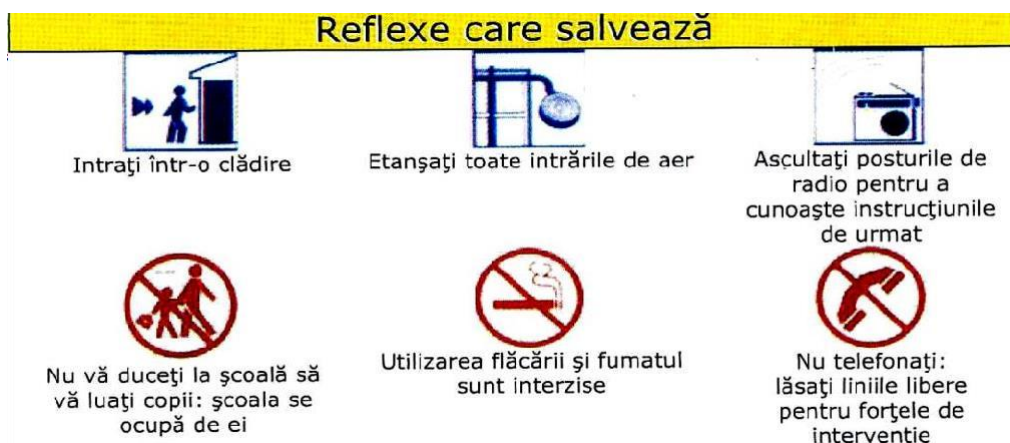 Reflexe care salvează
Intraţi într-o clădire
Etanşaţi toate intrările de aer
Ascultaţi posturile de
radio pentru a
cunoaşte instrucţiunile
de urmat
Nu vă duceţi la şcoală să
vă luaţi copii: şcoala se
ocupă de ei
Utilizarea flăcării şi fumatul
sunt interzise
Nu telefonaţi:
lăsaţi liniile libere
pentru forţele de
intervenţie